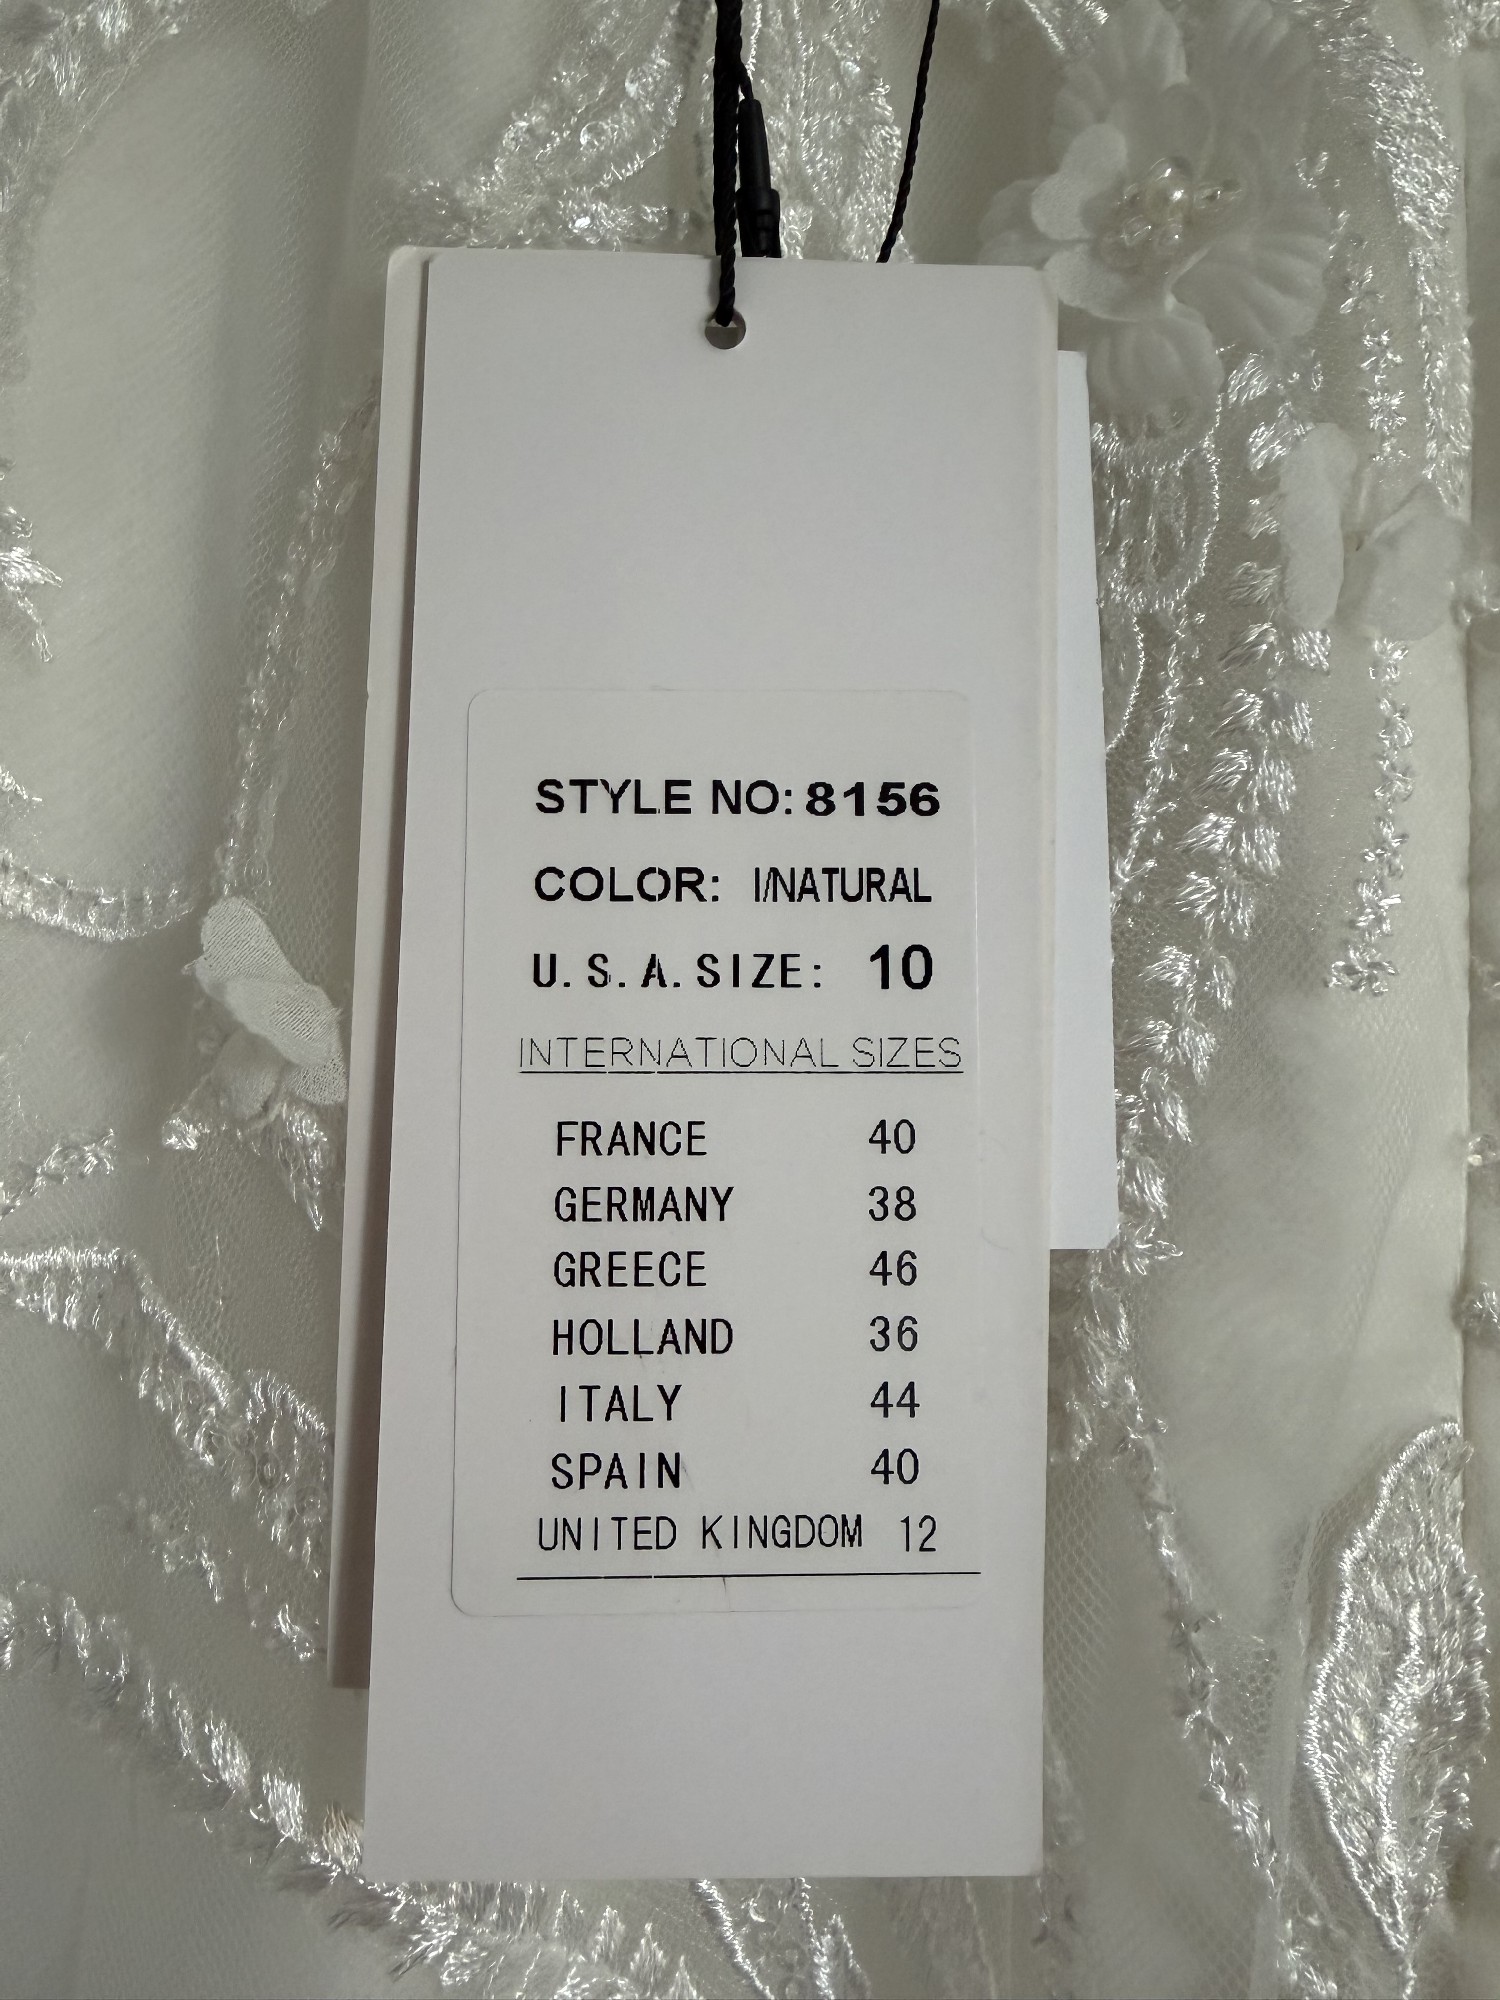 STYLE NO: 8156
COLOR: I/NATURAL
U.S.A.SIZE: 10
INTERNATIONAL SIZES
FRANCE 40
GERMANY 38
GREECE 46
HOLLAND 36
ITALY 44
SPAIN 40
UNITED KINGDOM 12